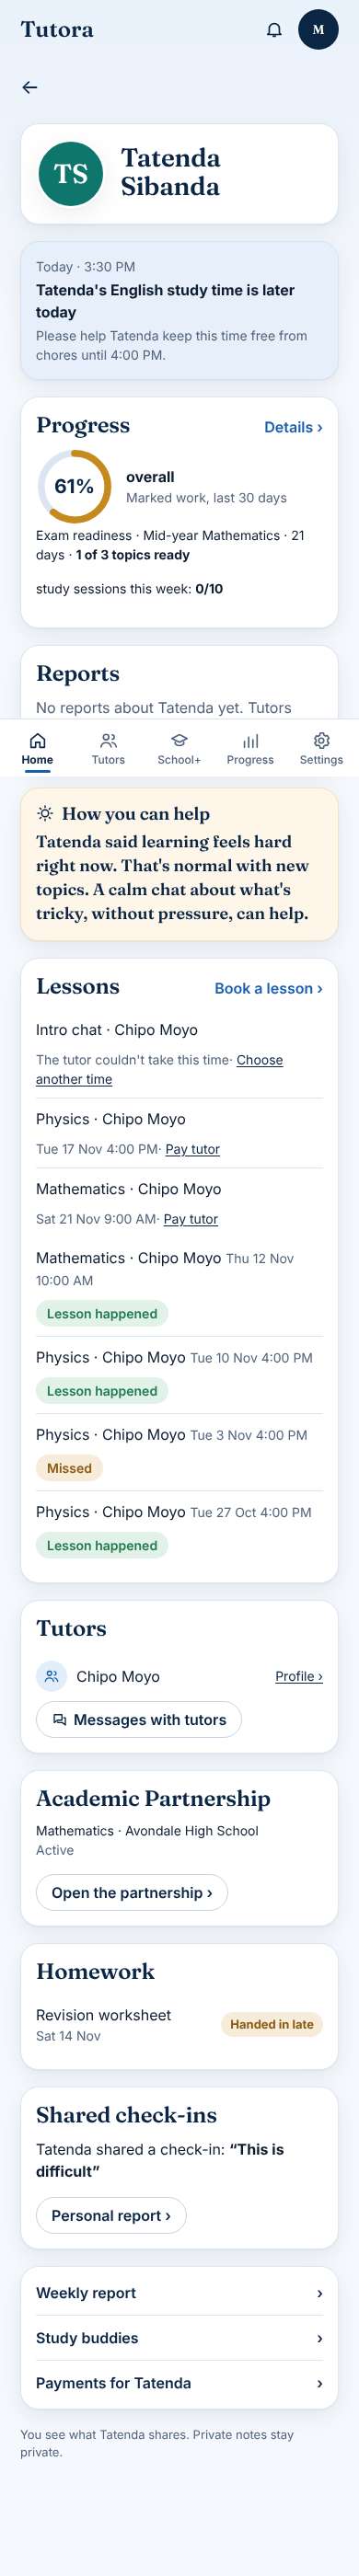 Tutora
M
TS
Tatenda
Sibanda
Today · 3:30 PM
Tatenda's English study time is later
today
Please help Tatenda keep this time free from
chores until 4:00 PM.
Progress
Details ›
61%
overall
Marked work, last 30 days
Exam readiness · Mid-year Mathematics · 21
days · 1 of 3 topics ready
study sessions this week: 0/10
Reports
No reports about Tatenda yet. Tutors
Home
Tutors
School+
Progress
Settings
How you can help
Tatenda said learning feels hard
right now. That's normal with new
topics. A calm chat about what's
tricky, without pressure, can help.
Lessons
Book a lesson ›
Intro chat · Chipo Moyo
The tutor couldn't take this time· Choose
another time
Physics · Chipo Moyo
Tue 17 Nov 4:00 PM· Pay tutor
Mathematics · Chipo Moyo
Sat 21 Nov 9:00 AM· Pay tutor
Mathematics · Chipo Moyo Thu 12 Nov
10:00 AM
Lesson happened
Physics · Chipo Moyo Tue 10 Nov 4:00 PM
Lesson happened
Physics · Chipo Moyo Tue 3 Nov 4:00 PM
Missed
Physics · Chipo Moyo Tue 27 Oct 4:00 PM
Lesson happened
Tutors
Chipo Moyo
Profile ›
Messages with tutors
Academic Partnership
Mathematics · Avondale High School
Active
Open the partnership ›
Homework
Revision worksheet
Sat 14 Nov
Handed in late
Shared check-ins
Tatenda shared a check-in: “This is
difficult”
Personal report ›
Weekly report ›
Study buddies ›
Payments for Tatenda ›
You see what Tatenda shares. Private notes stay
private.